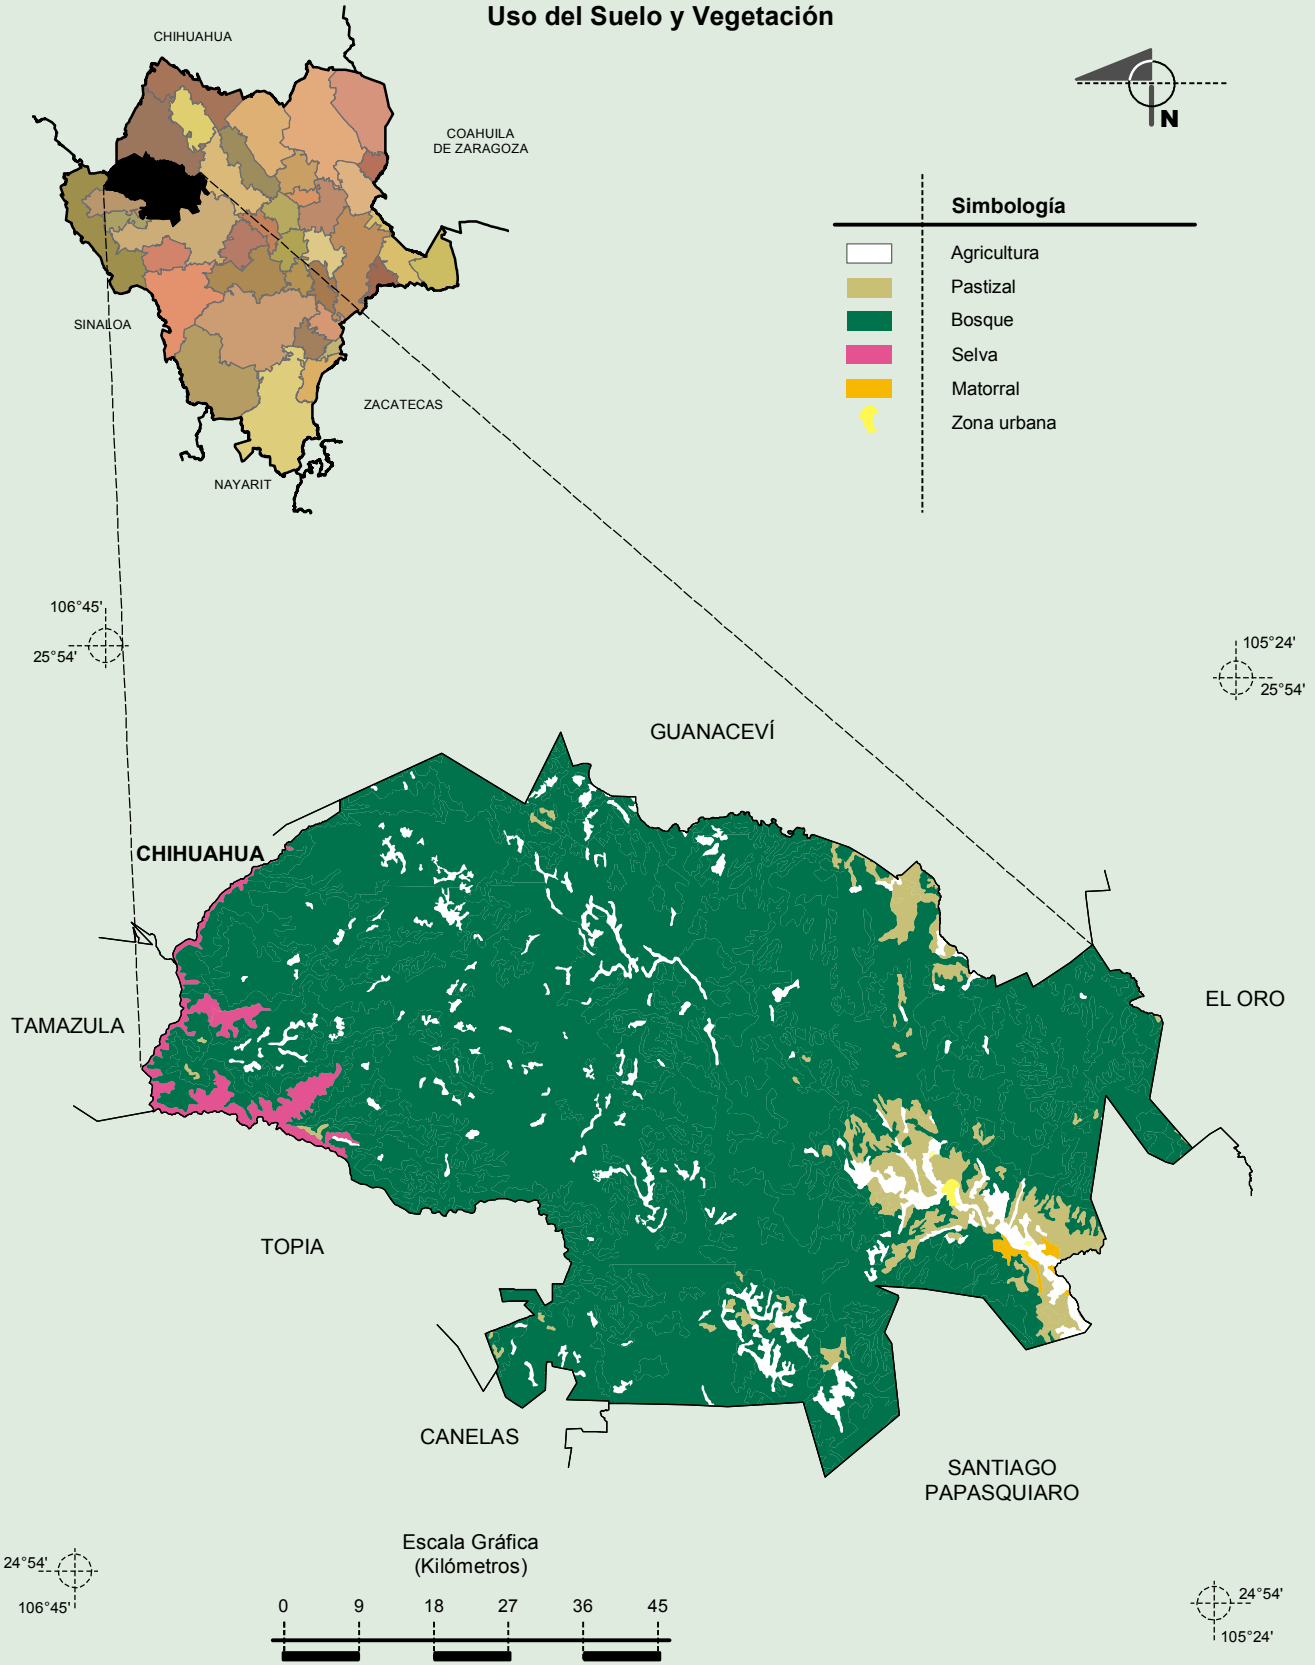 Uso del Suelo y Vegetación
CHIHUAHUA
COAHUILA
DE ZARAGOZA
SINALOA
ZACATECAS
NAYARIT
N
Simbología
Agricultura
Pastizal
Bosque
Selva
Matorral
Zona urbana
106°45'
25°54'
105°24'
25°54'
GUANACEVÍ
CHIHUAHUA
TAMAZULA
EL ORO
TOPIA
CANELAS
SANTIAGO
PAPASQUIARO
Escala Gráfica
(Kilómetros)
0 9 18 27 36 45
24°54'
106°45'
24°54'
105°24'